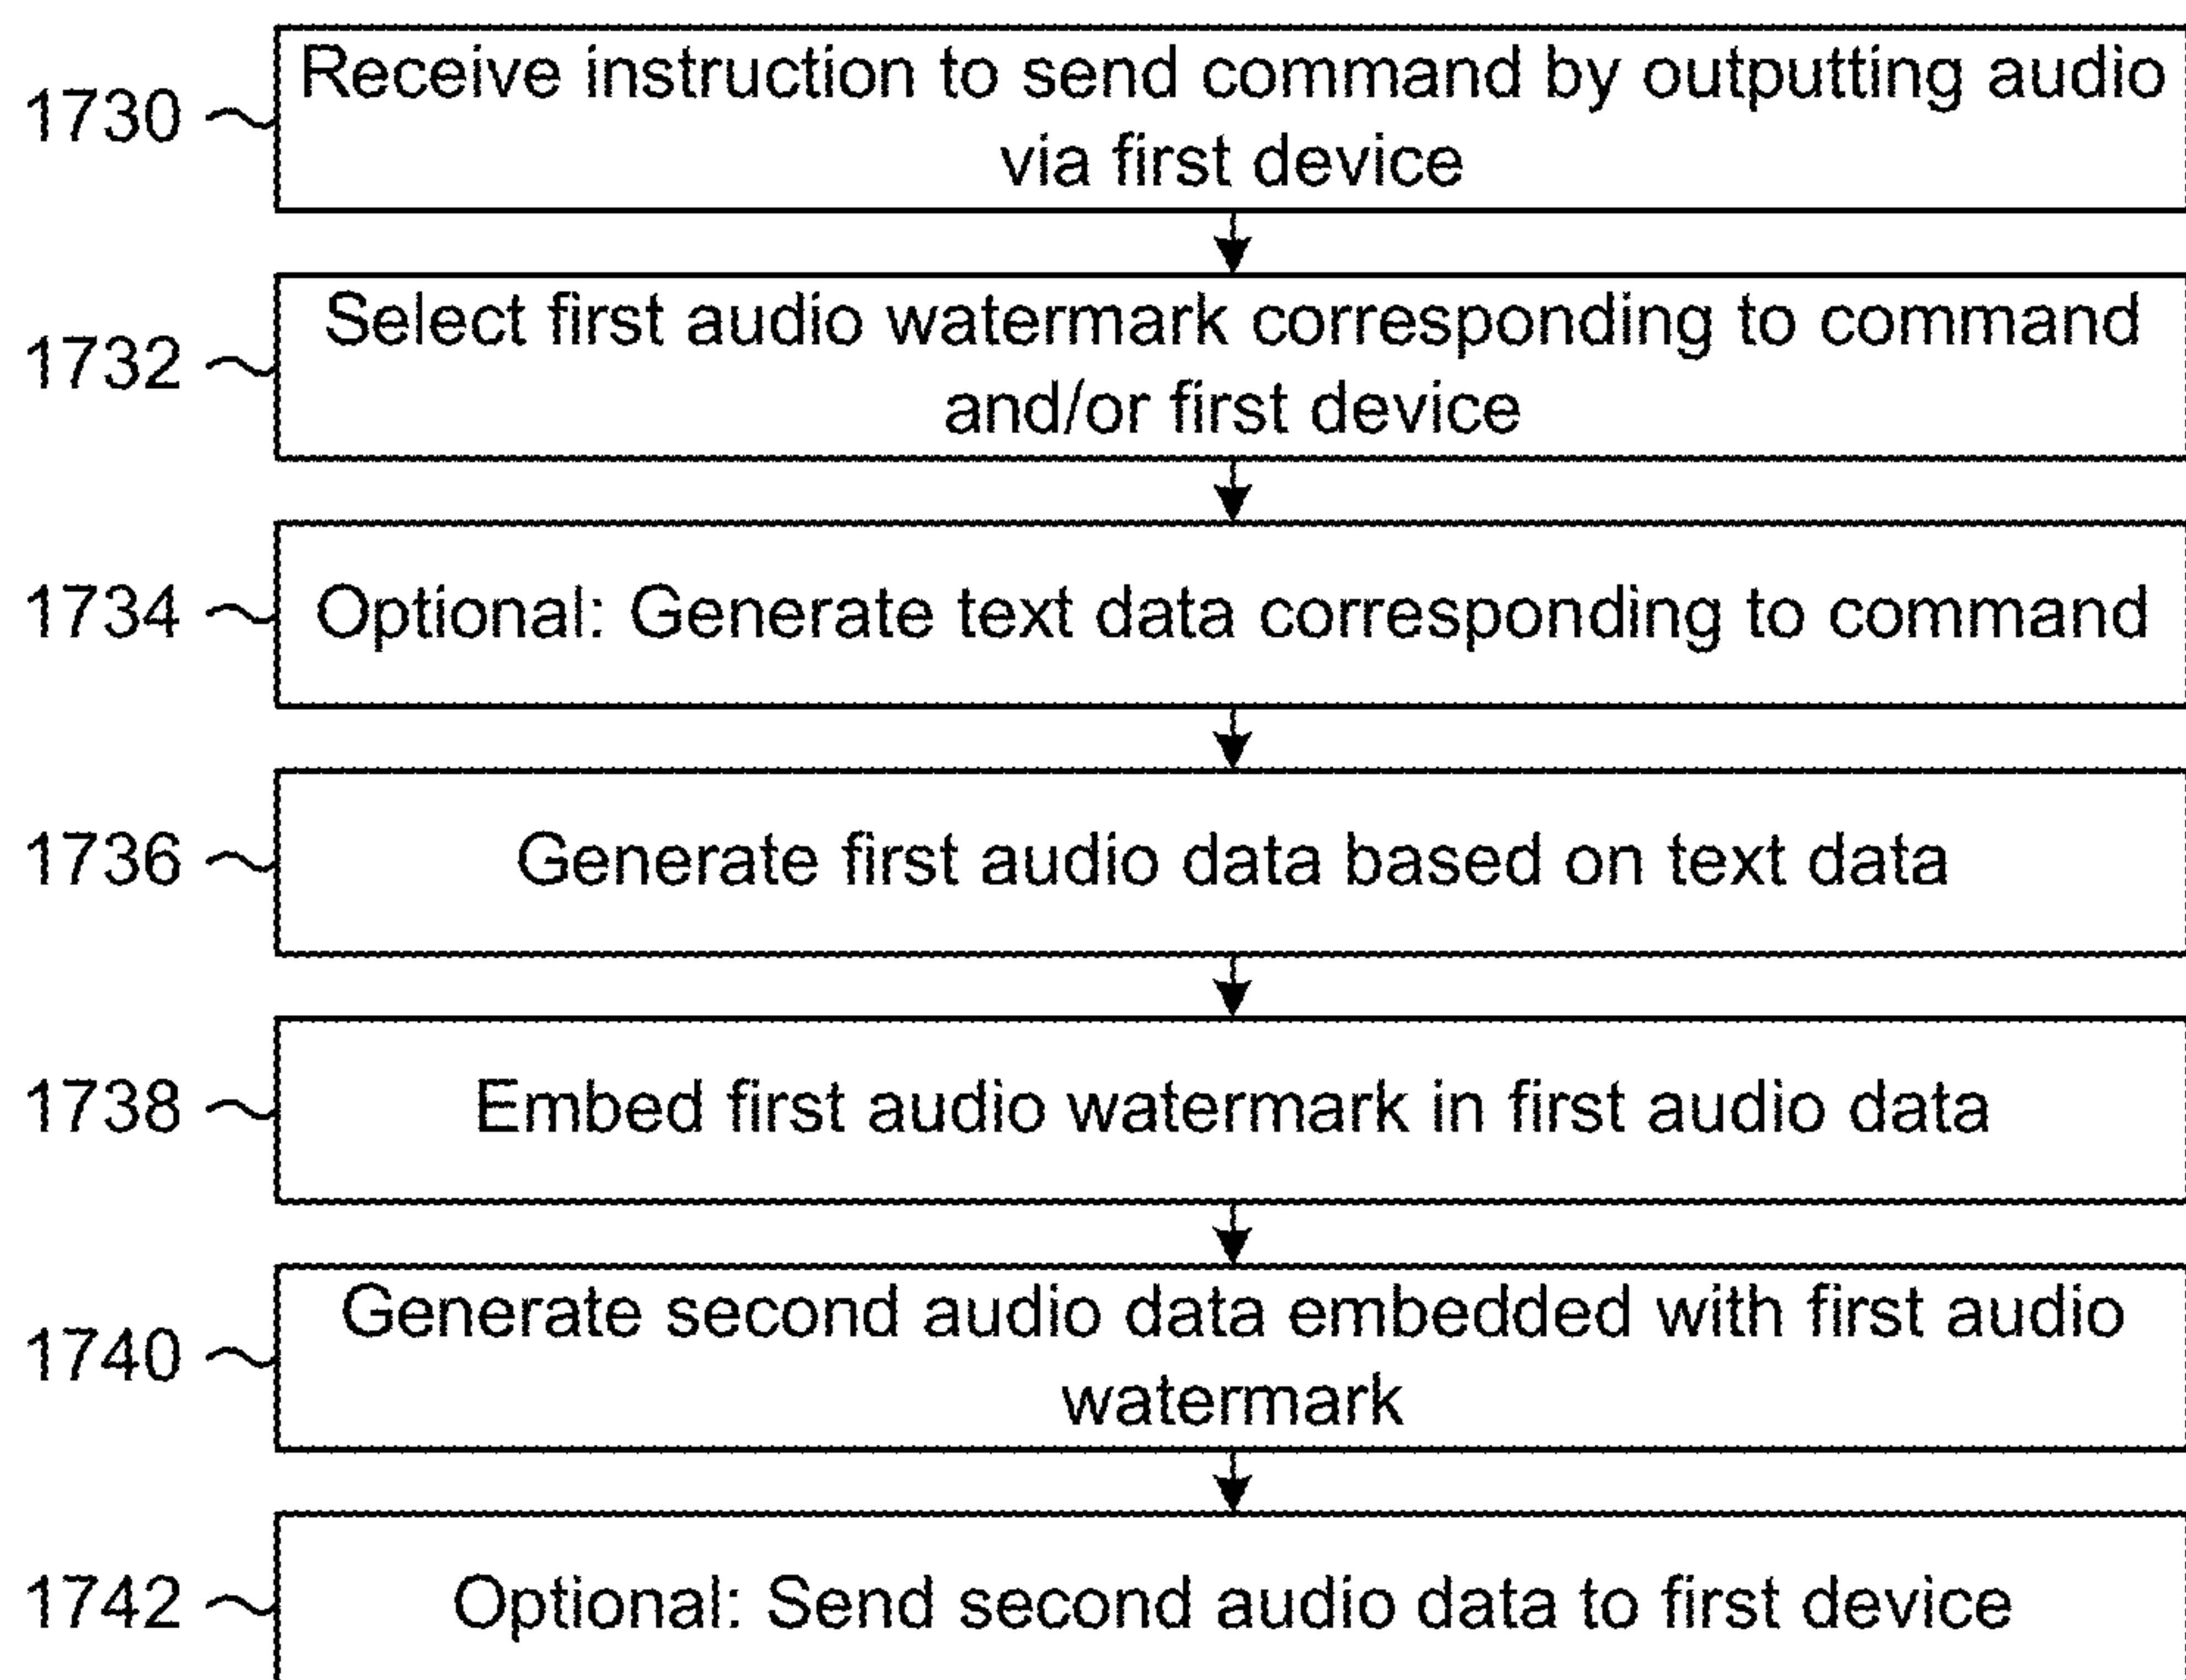 1730
Receive instruction to send command by outputting audio
via first device
1732
Select first audio watermark corresponding to command
and/or first device
1734
Optional: Generate text data corresponding to command
1736
Generate first audio data based on text data
1738
Embed first audio watermark in first audio data
1740
Generate second audio data embedded with first audio
watermark
1742
Optional: Send second audio data to first device